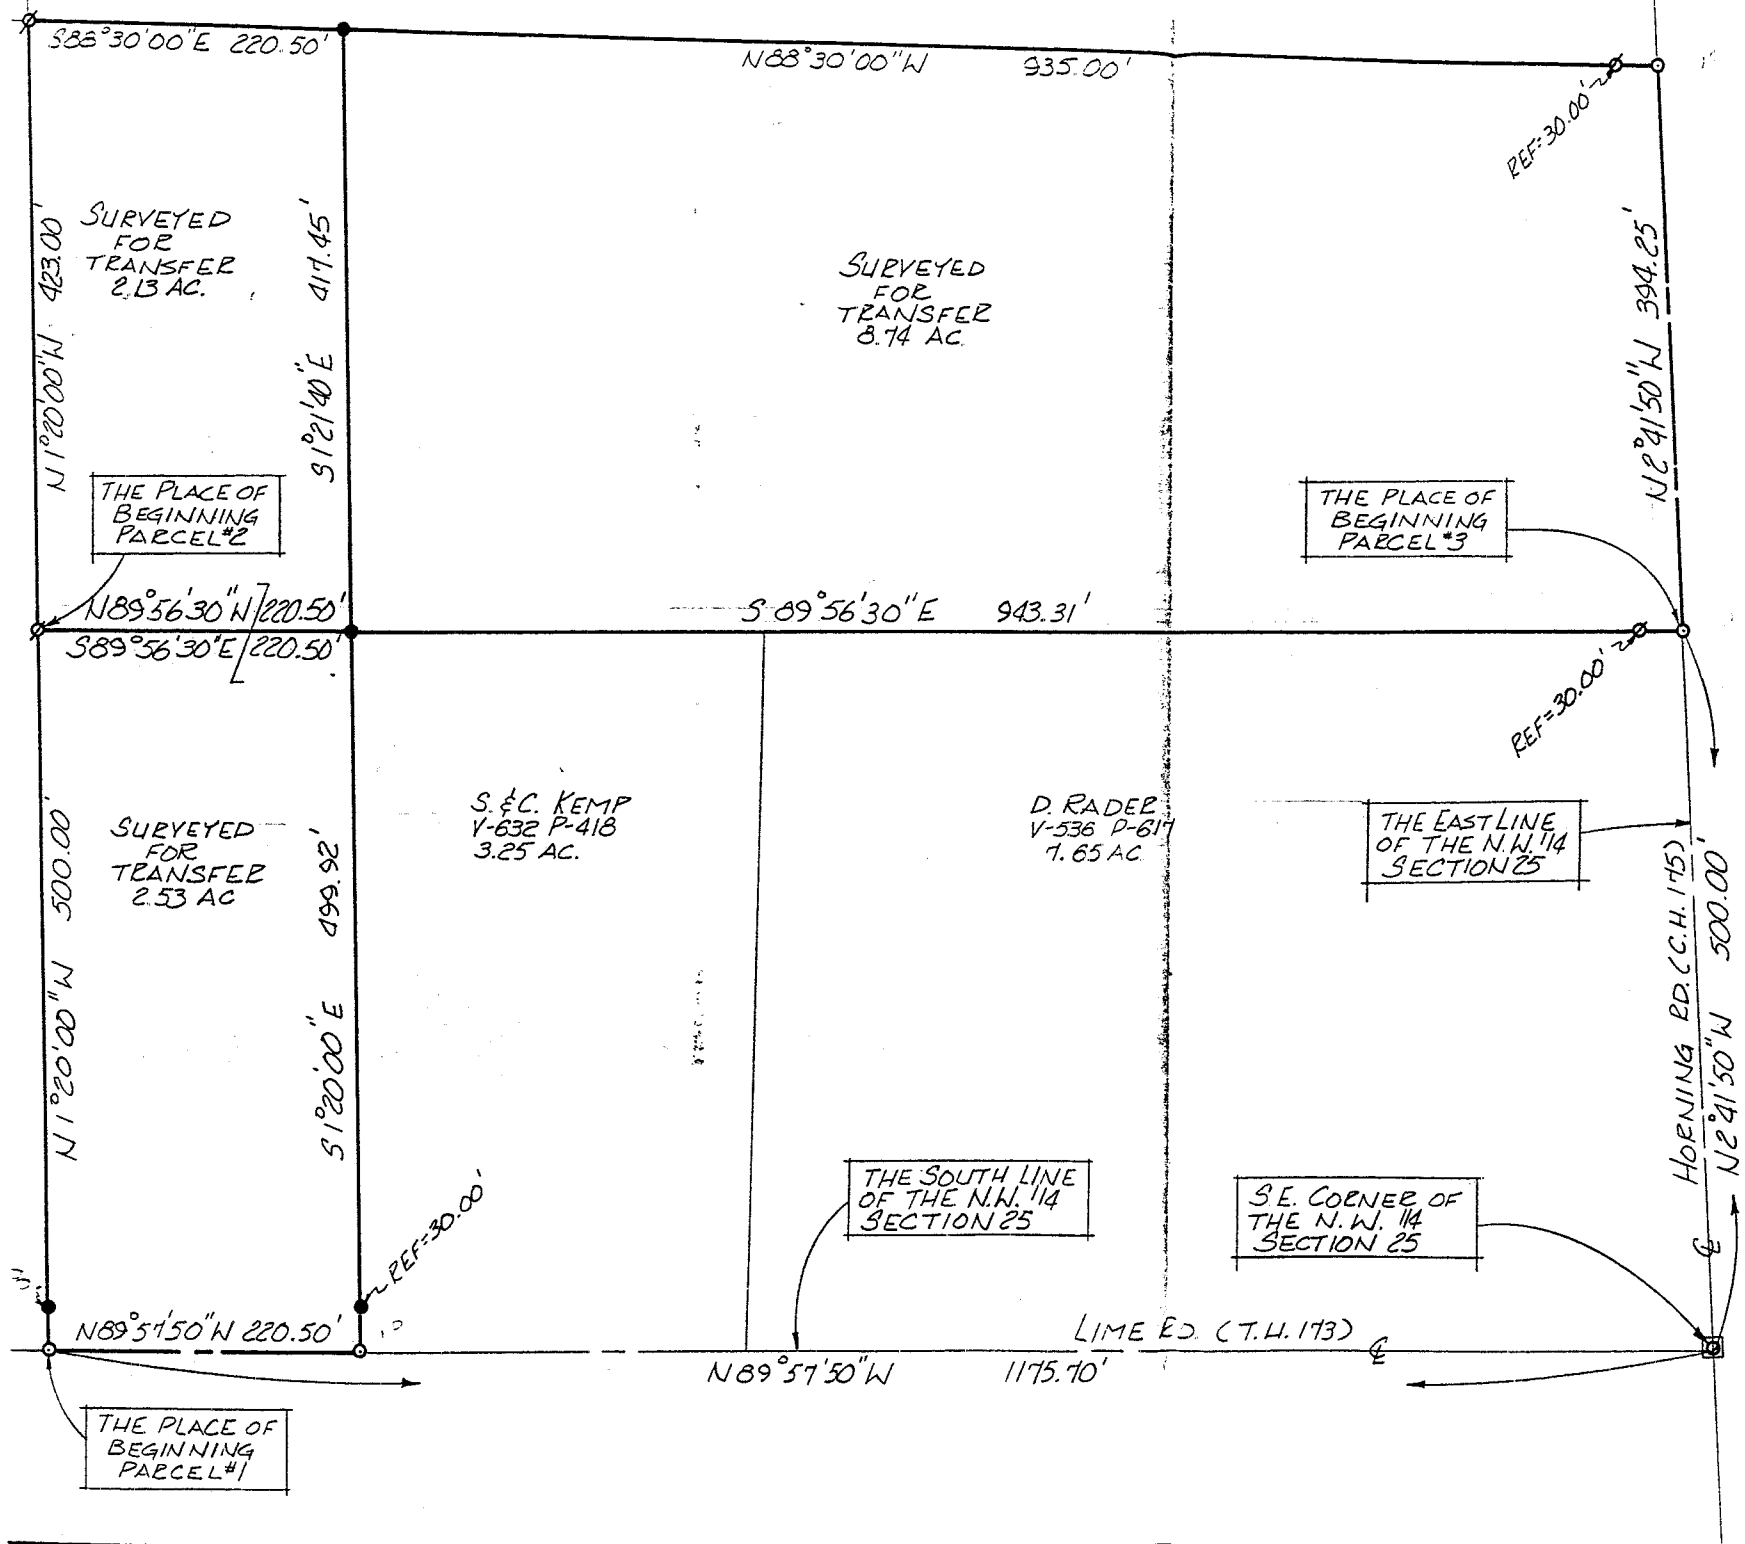 S88°30'00"E 220.50'
N88°30'00"W 935.00'
REF=30.00'
N1°20'00"W 423.00'
SURVEYED
FOR
TRANSFER
2.13 AC.
S1°21'40"E 417.45'
SURVEYED
FOR
TRANSFER
8.74 AC.
N2°41'50"W 394.25'
THE PLACE OF
BEGINNING
PARCEL #2
THE PLACE OF
BEGINNING
PARCEL #3
N89°56'30"W 220.50'
S89°56'30"E 220.50'
S 89°56'30"E 943.31'
REF=30.00'
N1°20'00"W 500.00'
SURVEYED
FOR
TRANSFER
2.53 AC
S1°20'00"E 499.92'
S. & C. KEMP
V-632 P-418
3.25 AC.
D. RADER
V-536 P-617
7.65 AC
THE EAST LINE
OF THE N.W. 1/4
SECTION 25
HORNING RD. (C.H. 175)
N2°41'50"W 500.00'
REF=30.00'
THE SOUTH LINE
OF THE N.W. 1/4
SECTION 25
S.E. CORNER OF
THE N.W. 1/4
SECTION 25
N89°57'50"W 220.50'
LIME RD. (T.H. 173)
N89°57'50"W 1175.70'
THE PLACE OF
BEGINNING
PARCEL #1